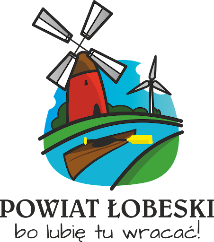 POWIAT ŁOBESKI
bo lubię tu wracać!